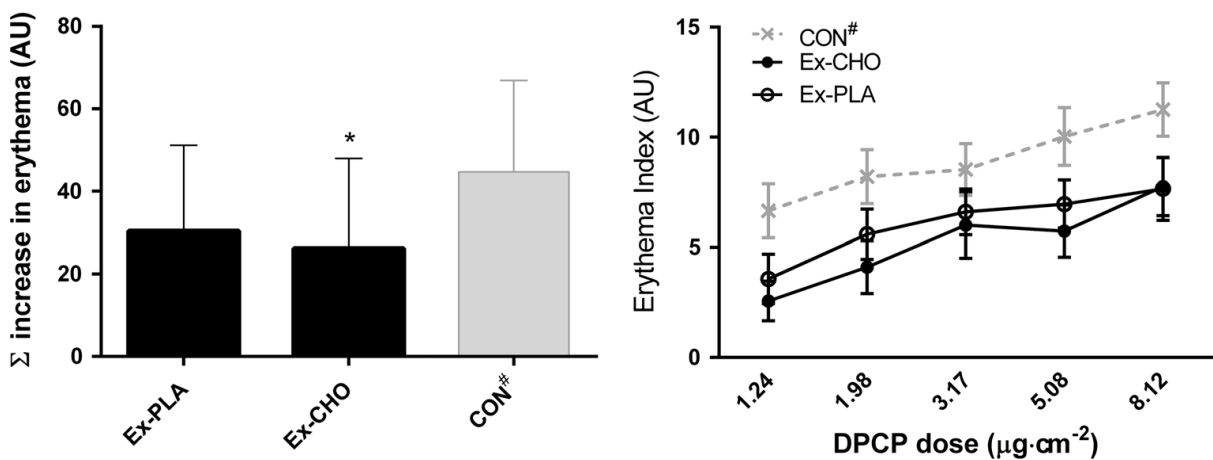 Σ increase in erythema (AU)
80
60
40
20
0
*
Ex-PLA
Ex-CHO
CON#
Erythema Index (AU)
15
10
5
0
CON#
Ex-CHO
Ex-PLA
1.24
1.98
3.17
5.08
8.12
DPCP dose (μg·cm-2)